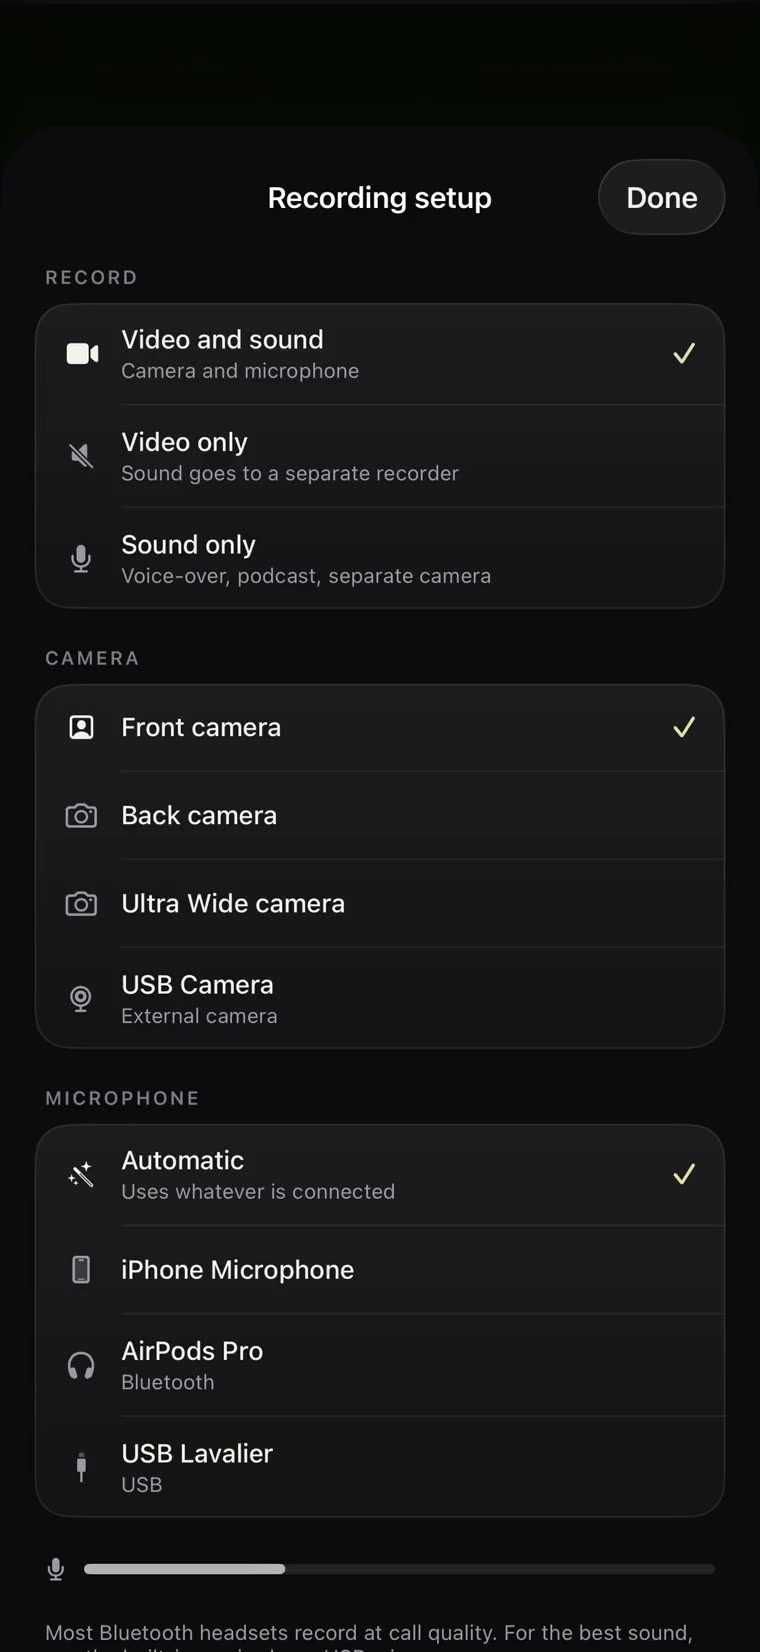 Recording setup
Done
RECORD
Video and sound
Camera and microphone
Video only
Sound goes to a separate recorder
Sound only
Voice-over, podcast, separate camera
CAMERA
Front camera
Back camera
Ultra Wide camera
USB Camera
External camera
MICROPHONE
Automatic
Uses whatever is connected
iPhone Microphone
AirPods Pro
Bluetooth
USB Lavalier
USB
Most Bluetooth headsets record at call quality. For the best sound,